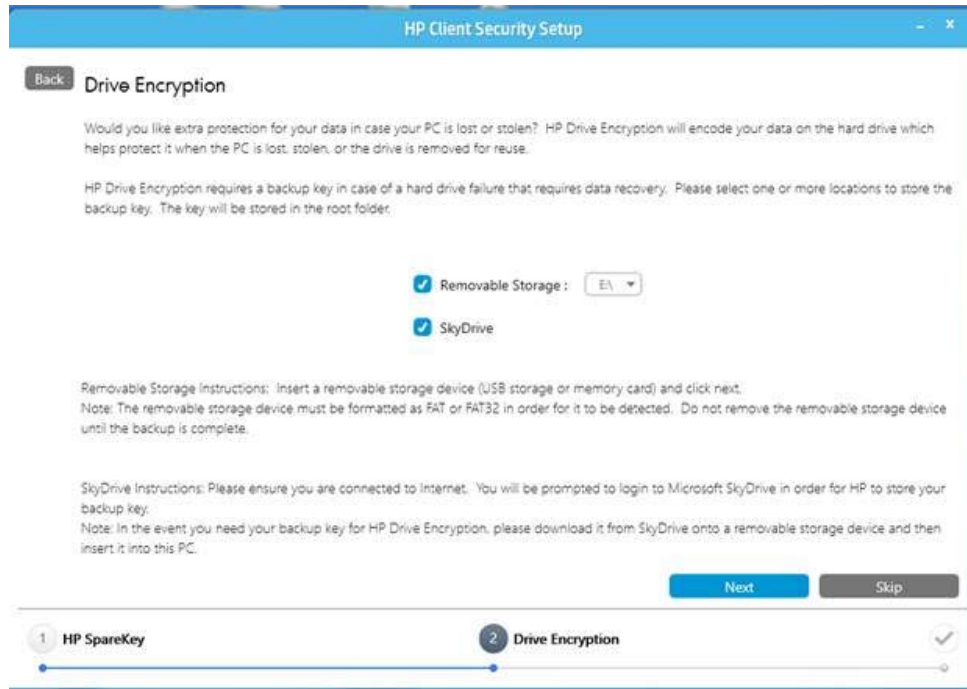 HP Client Security Setup
Back
Drive Encryption
Would you like extra protection for your data in case your PC is lost or stolen? HP Drive Encryption will encode your data on the hard drive which
helps protect it when the PC is lost, stolen, or the drive is removed for reuse.
HP Drive Encryption requires a backup key in case of a hard drive failure that requires data recovery. Please select one or more locations to store the
backup key. The key will be stored in the root folder.
Removable Storage : E:\
SkyDrive
Removable Storage Instructions: Insert a removable storage device (USB storage or memory card) and click next.
Note: The removable storage device must be formatted as FAT or FAT32 in order for it to be detected. Do not remove the removable storage device
until the backup is complete.
SkyDrive Instructions: Please ensure you are connected to Internet. You will be prompted to login to Microsoft SkyDrive in order for HP to store your
backup key.
Note: In the event you need your backup key for HP Drive Encryption, please download it from SkyDrive onto a removable storage device and then
insert it into this PC.
Next Skip
1 HP SpareKey 2 Drive Encryption